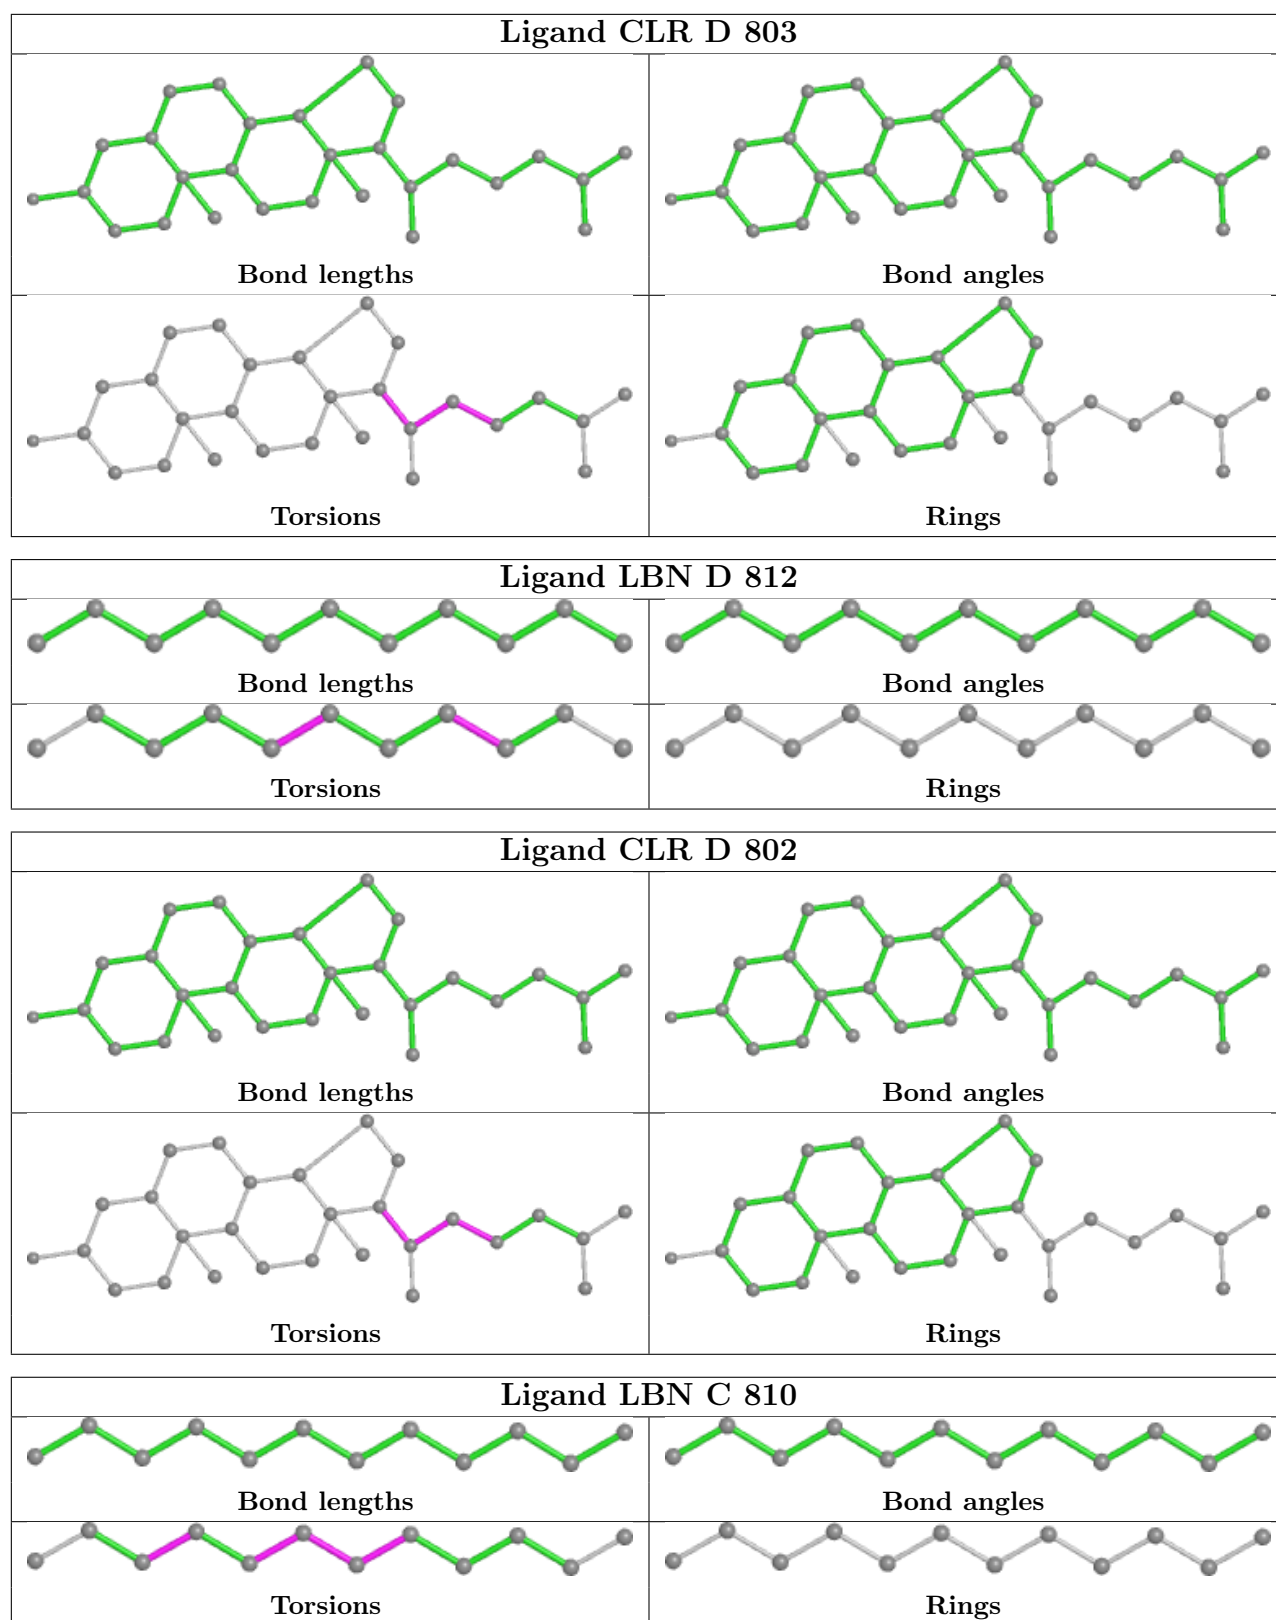 Ligand CLR D 803
Bond lengths
Bond angles
Torsions
Rings
Ligand LBN D 812
Bond lengths
Bond angles
Torsions
Rings
Ligand CLR D 802
Bond lengths
Bond angles
Torsions
Rings
Ligand LBN C 810
Bond lengths
Bond angles
Torsions
Rings